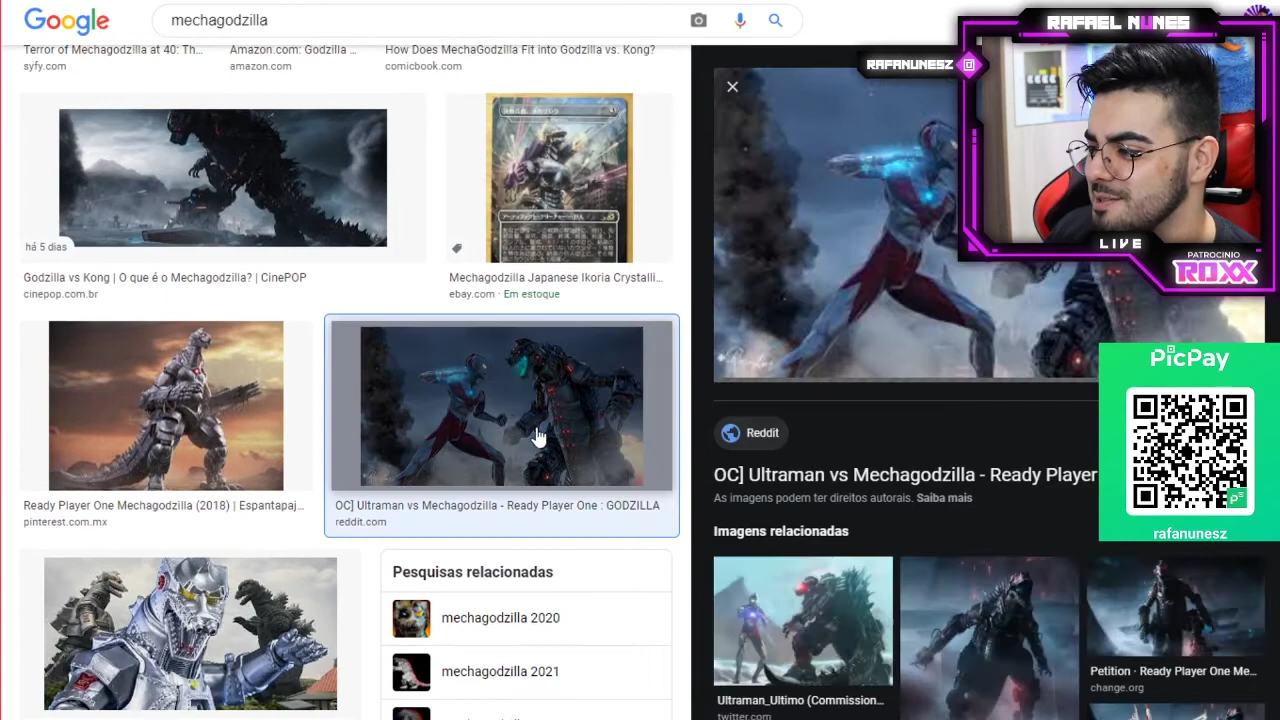 Google
mechagodzilla
RAFAEL NUNES
RAFANUNESZ
LIVE
PATROCINIO
ROXX
Terror of Mechagodzilla at 40: Th...
syfy.com
Amazon.com: Godzilla ...
amazon.com
How Does MechaGodzilla Fit into Godzilla vs. Kong?
comicbook.com
há 5 dias
Godzilla vs Kong | O que é o Mechagodzilla? | CinePOP
cinepop.com.br
Mechagodzilla Japanese Ikoria Crystalli...
ebay.com · Em estoque
Ready Player One Mechagodzilla (2018) | Espantapaj...
pinterest.com.mx
OC] Ultraman vs Mechagodzilla - Ready Player One : GODZILLA
reddit.com
Pesquisas relacionadas
mechagodzilla 2020
mechagodzilla 2021
Reddit
OC] Ultraman vs Mechagodzilla - Ready Player
As imagens podem ter direitos autorais. Saiba mais
Imagens relacionadas
Ultraman_Ultimo (Commission...
twitter.com
Petition · Ready Player One Me...
change.org
PicPay
rafanunesz